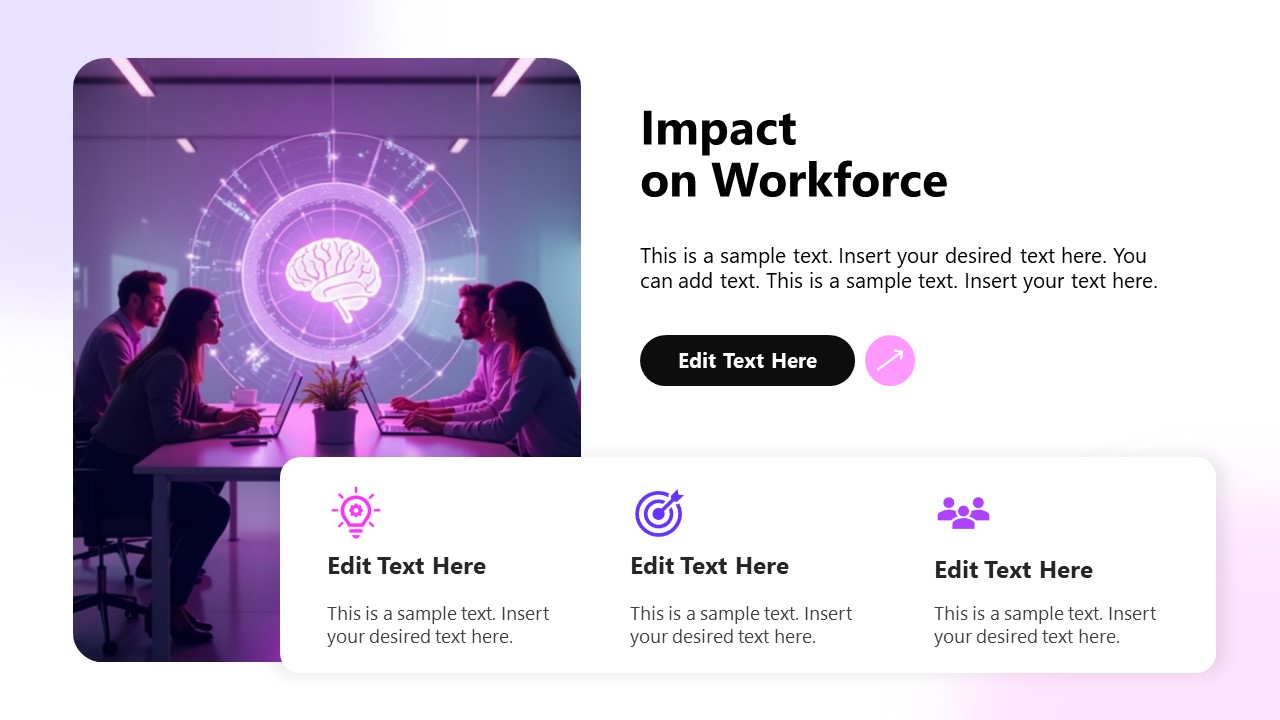 Impact
on Workforce
This is a sample text. Insert your desired text here. You
can add text. This is a sample text. Insert your text here.
Edit Text Here
Edit Text Here
This is a sample text. Insert
your desired text here.
Edit Text Here
This is a sample text. Insert
your desired text here.
Edit Text Here
This is a sample text. Insert
your desired text here.